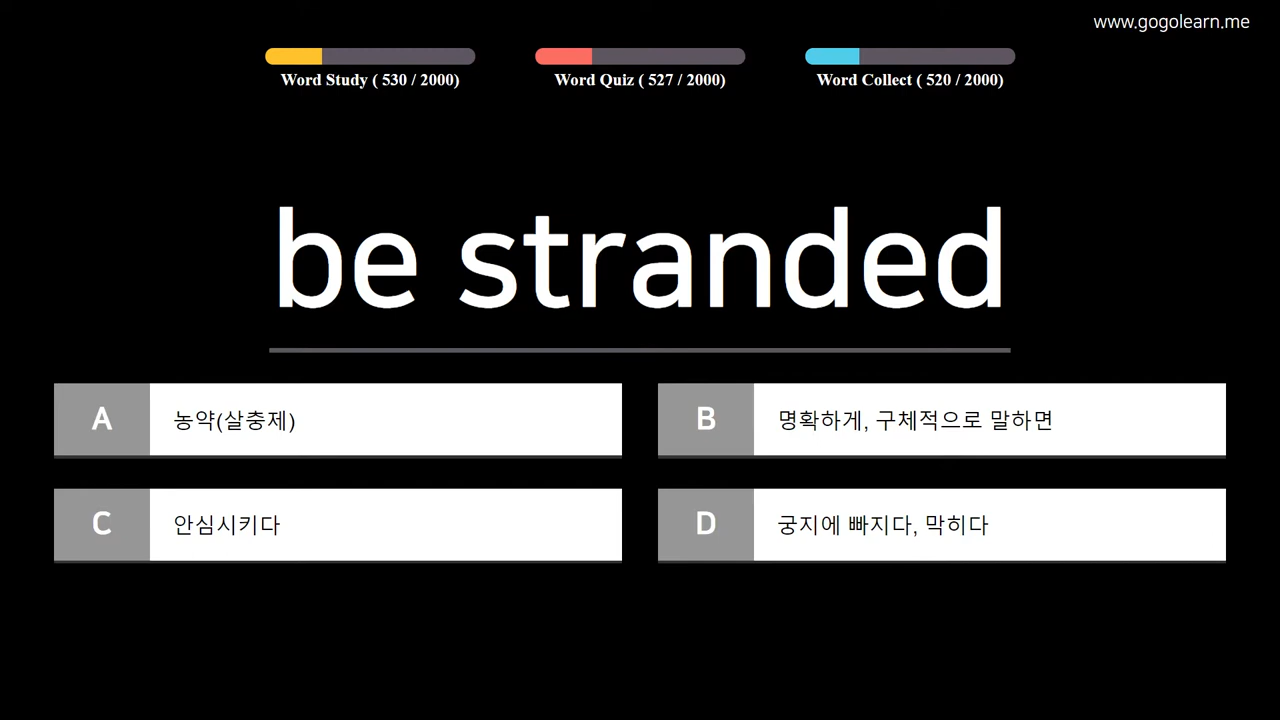 www.gogolearn.me
Word Study ( 530 / 2000)
Word Quiz ( 527 / 2000)
Word Collect ( 520 / 2000)
be stranded
A
농약(살충제)
B
명확하게, 구체적으로 말하면
C
안심시키다
D
궁지에 빠지다, 막히다